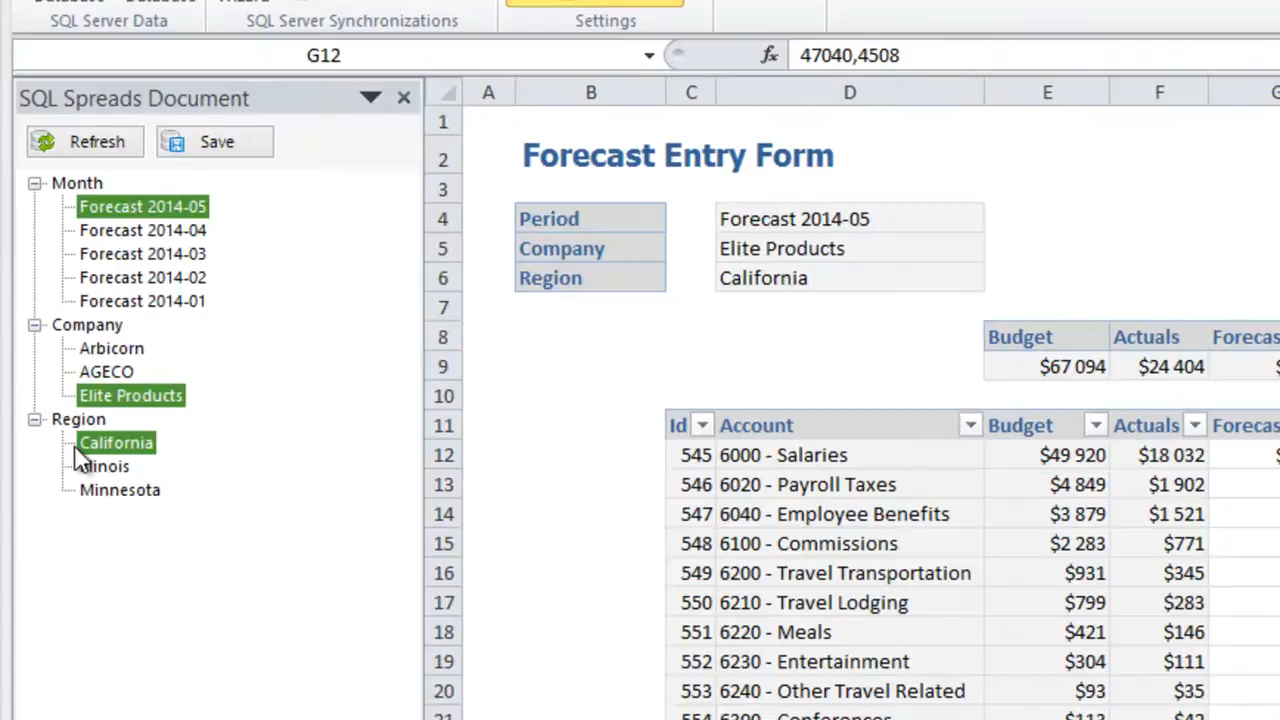 SQL Server Data
SQL Server Synchronizations
Settings
G12
fx
47040,4508
SQL Spreads Document
Refresh
Save
Month
Forecast 2014-05
Forecast 2014-04
Forecast 2014-03
Forecast 2014-02
Forecast 2014-01
Company
Arbicorn
AGECO
Elite Products
Region
California
Illinois
Minnesota
A B C D E F G
1
2 Forecast Entry Form
3
4 Period Forecast 2014-05
5 Company Elite Products
6 Region California
7
8 Budget Actuals Forecas
9 $67 094 $24 404 $
10
11 Id Account Budget Actuals Forecas
12 545 6000 - Salaries $49 920 $18 032 $
13 546 6020 - Payroll Taxes $4 849 $1 902
14 547 6040 - Employee Benefits $3 879 $1 521
15 548 6100 - Commissions $2 283 $771
16 549 6200 - Travel Transportation $931 $345
17 550 6210 - Travel Lodging $799 $283
18 551 6220 - Meals $421 $146
19 552 6230 - Entertainment $304 $111
20 553 6240 - Other Travel Related $93 $35